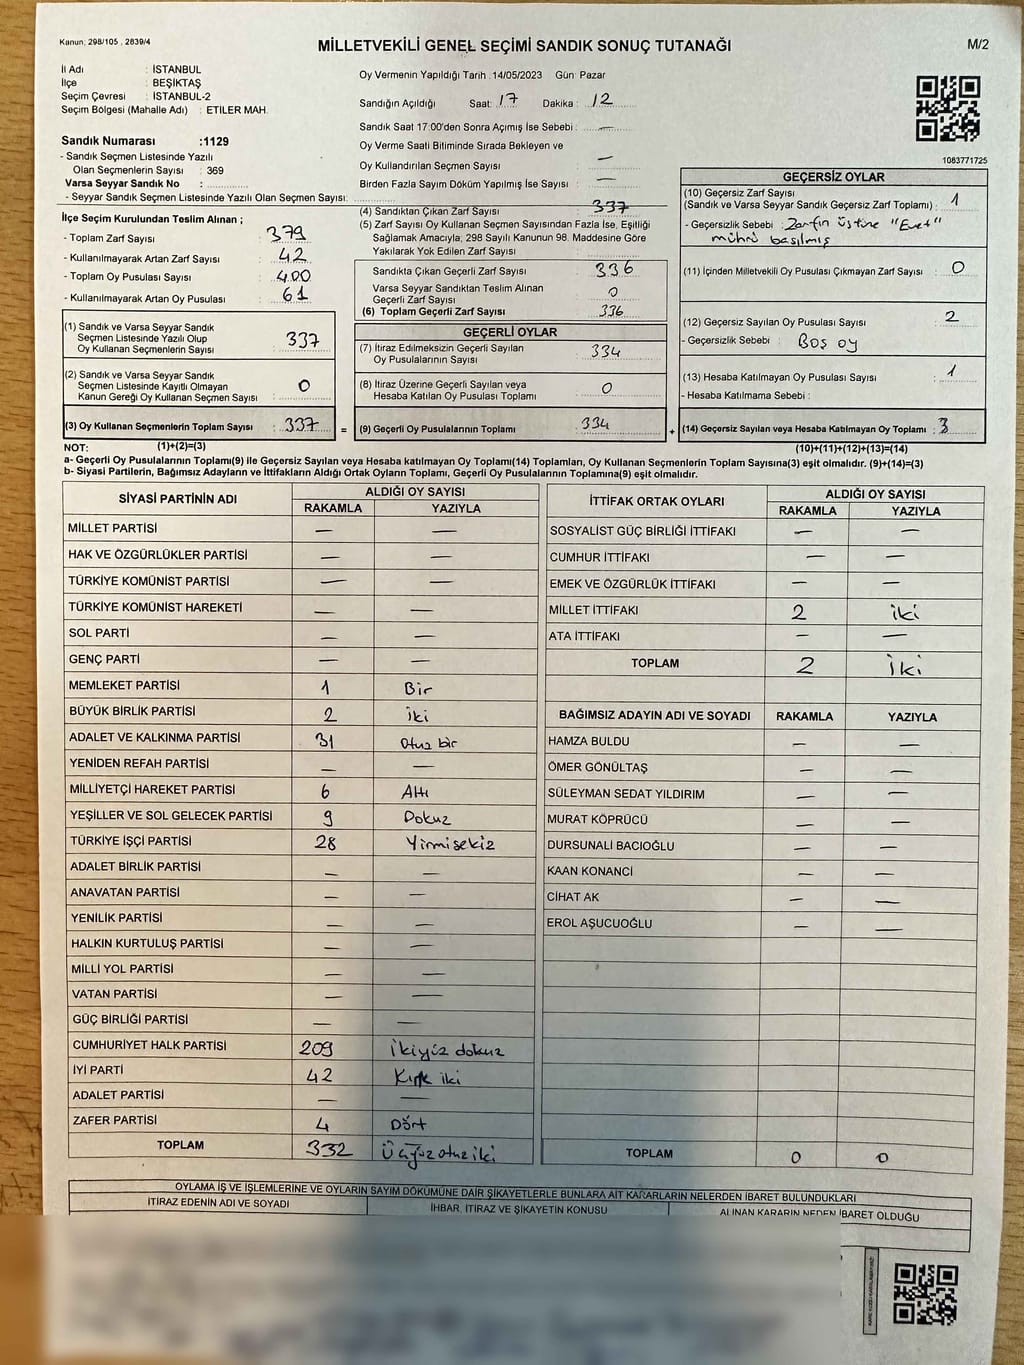 Kanun; 298/105 , 2839/4
MİLLETVEKİLİ GENEL SEÇİMİ SANDIK SONUÇ TUTANAĞI
M/2
İl Adı : İSTANBUL
İlçe : BEŞİKTAŞ
Seçim Çevresi : İSTANBUL-2
Seçim Bölgesi (Mahalle Adı) : ETİLER MAH.
Sandık Numarası :1129
- Sandık Seçmen Listesinde Yazılı
Olan Seçmenlerin Sayısı : 369
Varsa Seyyar Sandık No :
- Seyyar Sandık Seçmen Listesinde Yazılı Olan Seçmen Sayısı:
Oy Vermenin Yapıldığı Tarih :14/05/2023 Gün: Pazar
Sandığın Açıldığı Saat: 17 Dakika : 12
Sandık Saat 17:00'den Sonra Açımış İse Sebebi : —
Oy Verme Saati Bitiminde Sırada Bekleyen ve
Oy Kullandırılan Seçmen Sayısı : —
Birden Fazla Sayım Döküm Yapılmış İse Sayısı : —
1083771725
İlçe Seçim Kurulundan Teslim Alınan ;
- Toplam Zarf Sayısı : 379
- Kullanılmayarak Artan Zarf Sayısı : 42
- Toplam Oy Pusulası Sayısı : 400
- Kullanılmayarak Artan Oy Pusulası : 61
(4) Sandıktan Çıkan Zarf Sayısı : 337
(5) Zarf Sayısı Oy Kullanan Seçmen Sayısından Fazla İse, Eşitliği
Sağlamak Amacıyla, 298 Sayılı Kanunun 98. Maddesine Göre
Yakılarak Yok Edilen Zarf Sayısı :
Sandıkla Çıkan Geçerli Zarf Sayısı : 336
Varsa Seyyar Sandıktan Teslim Alınan
Geçerli Zarf Sayısı : 0
(6) Toplam Geçerli Zarf Sayısı : 336
GEÇERSİZ OYLAR
(10) Geçersiz Zarf Sayısı
(Sandık ve Varsa Seyyar Sandık Geçersiz Zarf Toplamı) : 1
- Geçersizlik Sebebi : Zarfın üstüne "Evet"
mührü basılmış
(11) İçinden Milletvekili Oy Pusulası Çıkmayan Zarf Sayısı : 0
(12) Geçersiz Sayılan Oy Pusulası Sayısı : 2
- Geçersizlik Sebebi : Boş oy
(13) Hesaba Katılmayan Oy Pusulası Sayısı : 1
- Hesaba Katılmama Sebebi :
(14) Geçersiz Sayılan veya Hesaba Katılmayan Oy Toplamı : 3
(10)+(11)+(12)+(13)=(14)
(1) Sandık ve Varsa Seyyar Sandık
Seçmen Listesinde Yazılı Olup
Oy Kullanan Seçmenlerin Sayısı : 337
(2) Sandık ve Varsa Seyyar Sandık
Seçmen Listesinde Kayıtlı Olmayan
Kanun Gereği Oy Kullanan Seçmen Sayısı : 0
(3) Oy Kullanan Seçmenlerin Toplam Sayısı : 337 =
GEÇERLİ OYLAR
(7) İtiraz Edilmeksizin Geçerli Sayılan
Oy Pusulalarının Sayısı : 334
(8) İtiraz Üzerine Geçerli Sayılan veya
Hesaba Katılan Oy Pusulası Toplamı : 0
(9) Geçerli Oy Pusulalarının Toplamı : 334 +
NOT: (1)+(2)=(3)
a- Geçerli Oy Pusulasının Toplamı(9) ile Geçersiz Sayılan veya Hesaba katılmayan Oy Toplamı(14) Toplamları, Oy Kullanan Seçmenlerin Toplam Sayısına(3) eşit olmalıdır. (9)+(14)=(3)
b- Siyasi Partilerin, Bağımsız Adayların ve İttifakların Aldığı Ortak Oyların Toplamı, Geçerli Oy Pusulalarının Toplamına(9) eşit olmalıdır.
SİYASİ PARTİNİN ADI ALDIĞI OY SAYISI
RAKAMLA YAZIYLA
MİLLET PARTİSİ — —
HAK VE ÖZGÜRLÜKLER PARTİSİ — —
TÜRKİYE KOMÜNİST PARTİSİ — —
TÜRKİYE KOMÜNİST HAREKETİ — —
SOL PARTİ — —
GENÇ PARTİ — —
MEMLEKET PARTİSİ 1 Bir
BÜYÜK BİRLİK PARTİSİ 2 iki
ADALET VE KALKINMA PARTİSİ 31 Otuz bir
YENİDEN REFAH PARTİSİ — —
MİLLİYETÇİ HAREKET PARTİSİ 6 Altı
YEŞİLLER VE SOL GELECEK PARTİSİ 9 Dokuz
TÜRKİYE İŞÇİ PARTİSİ 28 Yirmisekiz
ADALET BİRLİK PARTİSİ — —
ANAVATAN PARTİSİ — —
YENİLİK PARTİSİ — —
HALKIN KURTULUŞ PARTİSİ — —
MİLLİ YOL PARTİSİ — —
VATAN PARTİSİ — —
GÜÇ BİRLİĞİ PARTİSİ — —
CUMHURİYET HALK PARTİSİ 209 ikiyüz dokuz
İYİ PARTİ 42 Kırk iki
ADALET PARTİSİ — —
ZAFER PARTİSİ 4 Dört
TOPLAM 332 Üçyüzotuziki
İTTİFAK ORTAK OYLARI ALDIĞI OY SAYISI
RAKAMLA YAZIYLA
SOSYALİST GÜÇ BİRLİĞİ İTTİFAKI — —
CUMHUR İTTİFAKI — —
EMEK VE ÖZGÜRLÜK İTTİFAKI — —
MİLLET İTTİFAKI 2 iki
ATA İTTİFAKI — —
TOPLAM 2 iki
BAĞIMSIZ ADAYIN ADI VE SOYADI RAKAMLA YAZIYLA
HAMZA BULDU — —
ÖMER GÖNÜLTAŞ — —
SÜLEYMAN SEDAT YILDIRIM — —
MURAT KÖPRÜCÜ — —
DURSUNALİ BACIOĞLU — —
KAAN KONANCİ — —
CİHAT AK — —
EROL AŞUCUOĞLU — —
TOPLAM 0 0
OYLAMA İŞ VE İŞLEMLERİNE VE OYLARIN SAYIM DÖKÜMÜNE DAİR ŞİKAYETLERLE BUNLARA AİT KARARLARIN NELERDEN İBARET BULUNDUKLARI
İTİRAZ EDENİN ADI VE SOYADI İHBAR, İTİRAZ VE ŞİKAYETİN KONUSU ALINAN KARARIN NEDEN İBARET OLDUĞU